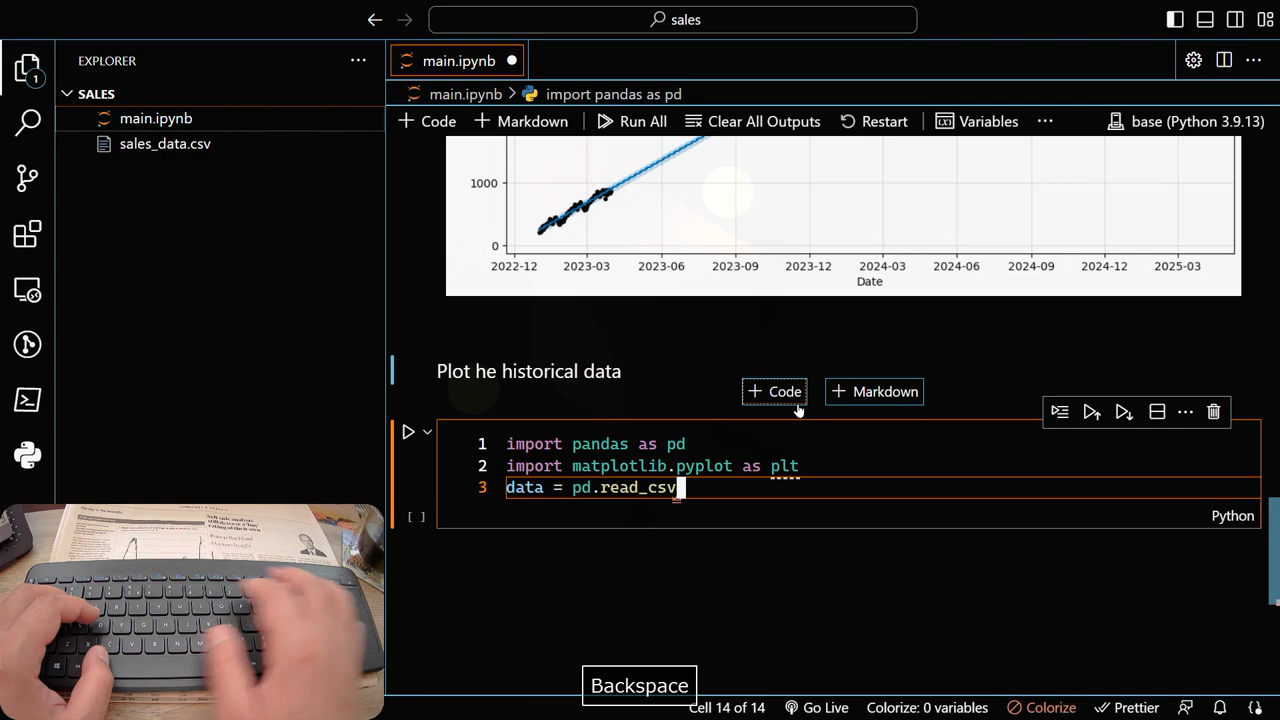 sales
EXPLORER
main.ipynb
1
main.ipynb > import pandas as pd
SALES
main.ipynb
sales_data.csv
Code
Markdown
Run All
Clear All Outputs
Restart
Variables
base (Python 3.9.13)
1000
0
2022-12
2023-03
2023-06
2023-09
2023-12
2024-03
2024-06
2024-09
2024-12
2025-03
Date
Plot he historical data
+ Code
+ Markdown
1 import pandas as pd
2 import matplotlib.pyplot as plt
3 data = pd.read_csv
[ ]
Python
Backspace
Cell 14 of 14
Go Live
Colorize: 0 variables
Colorize
Prettier